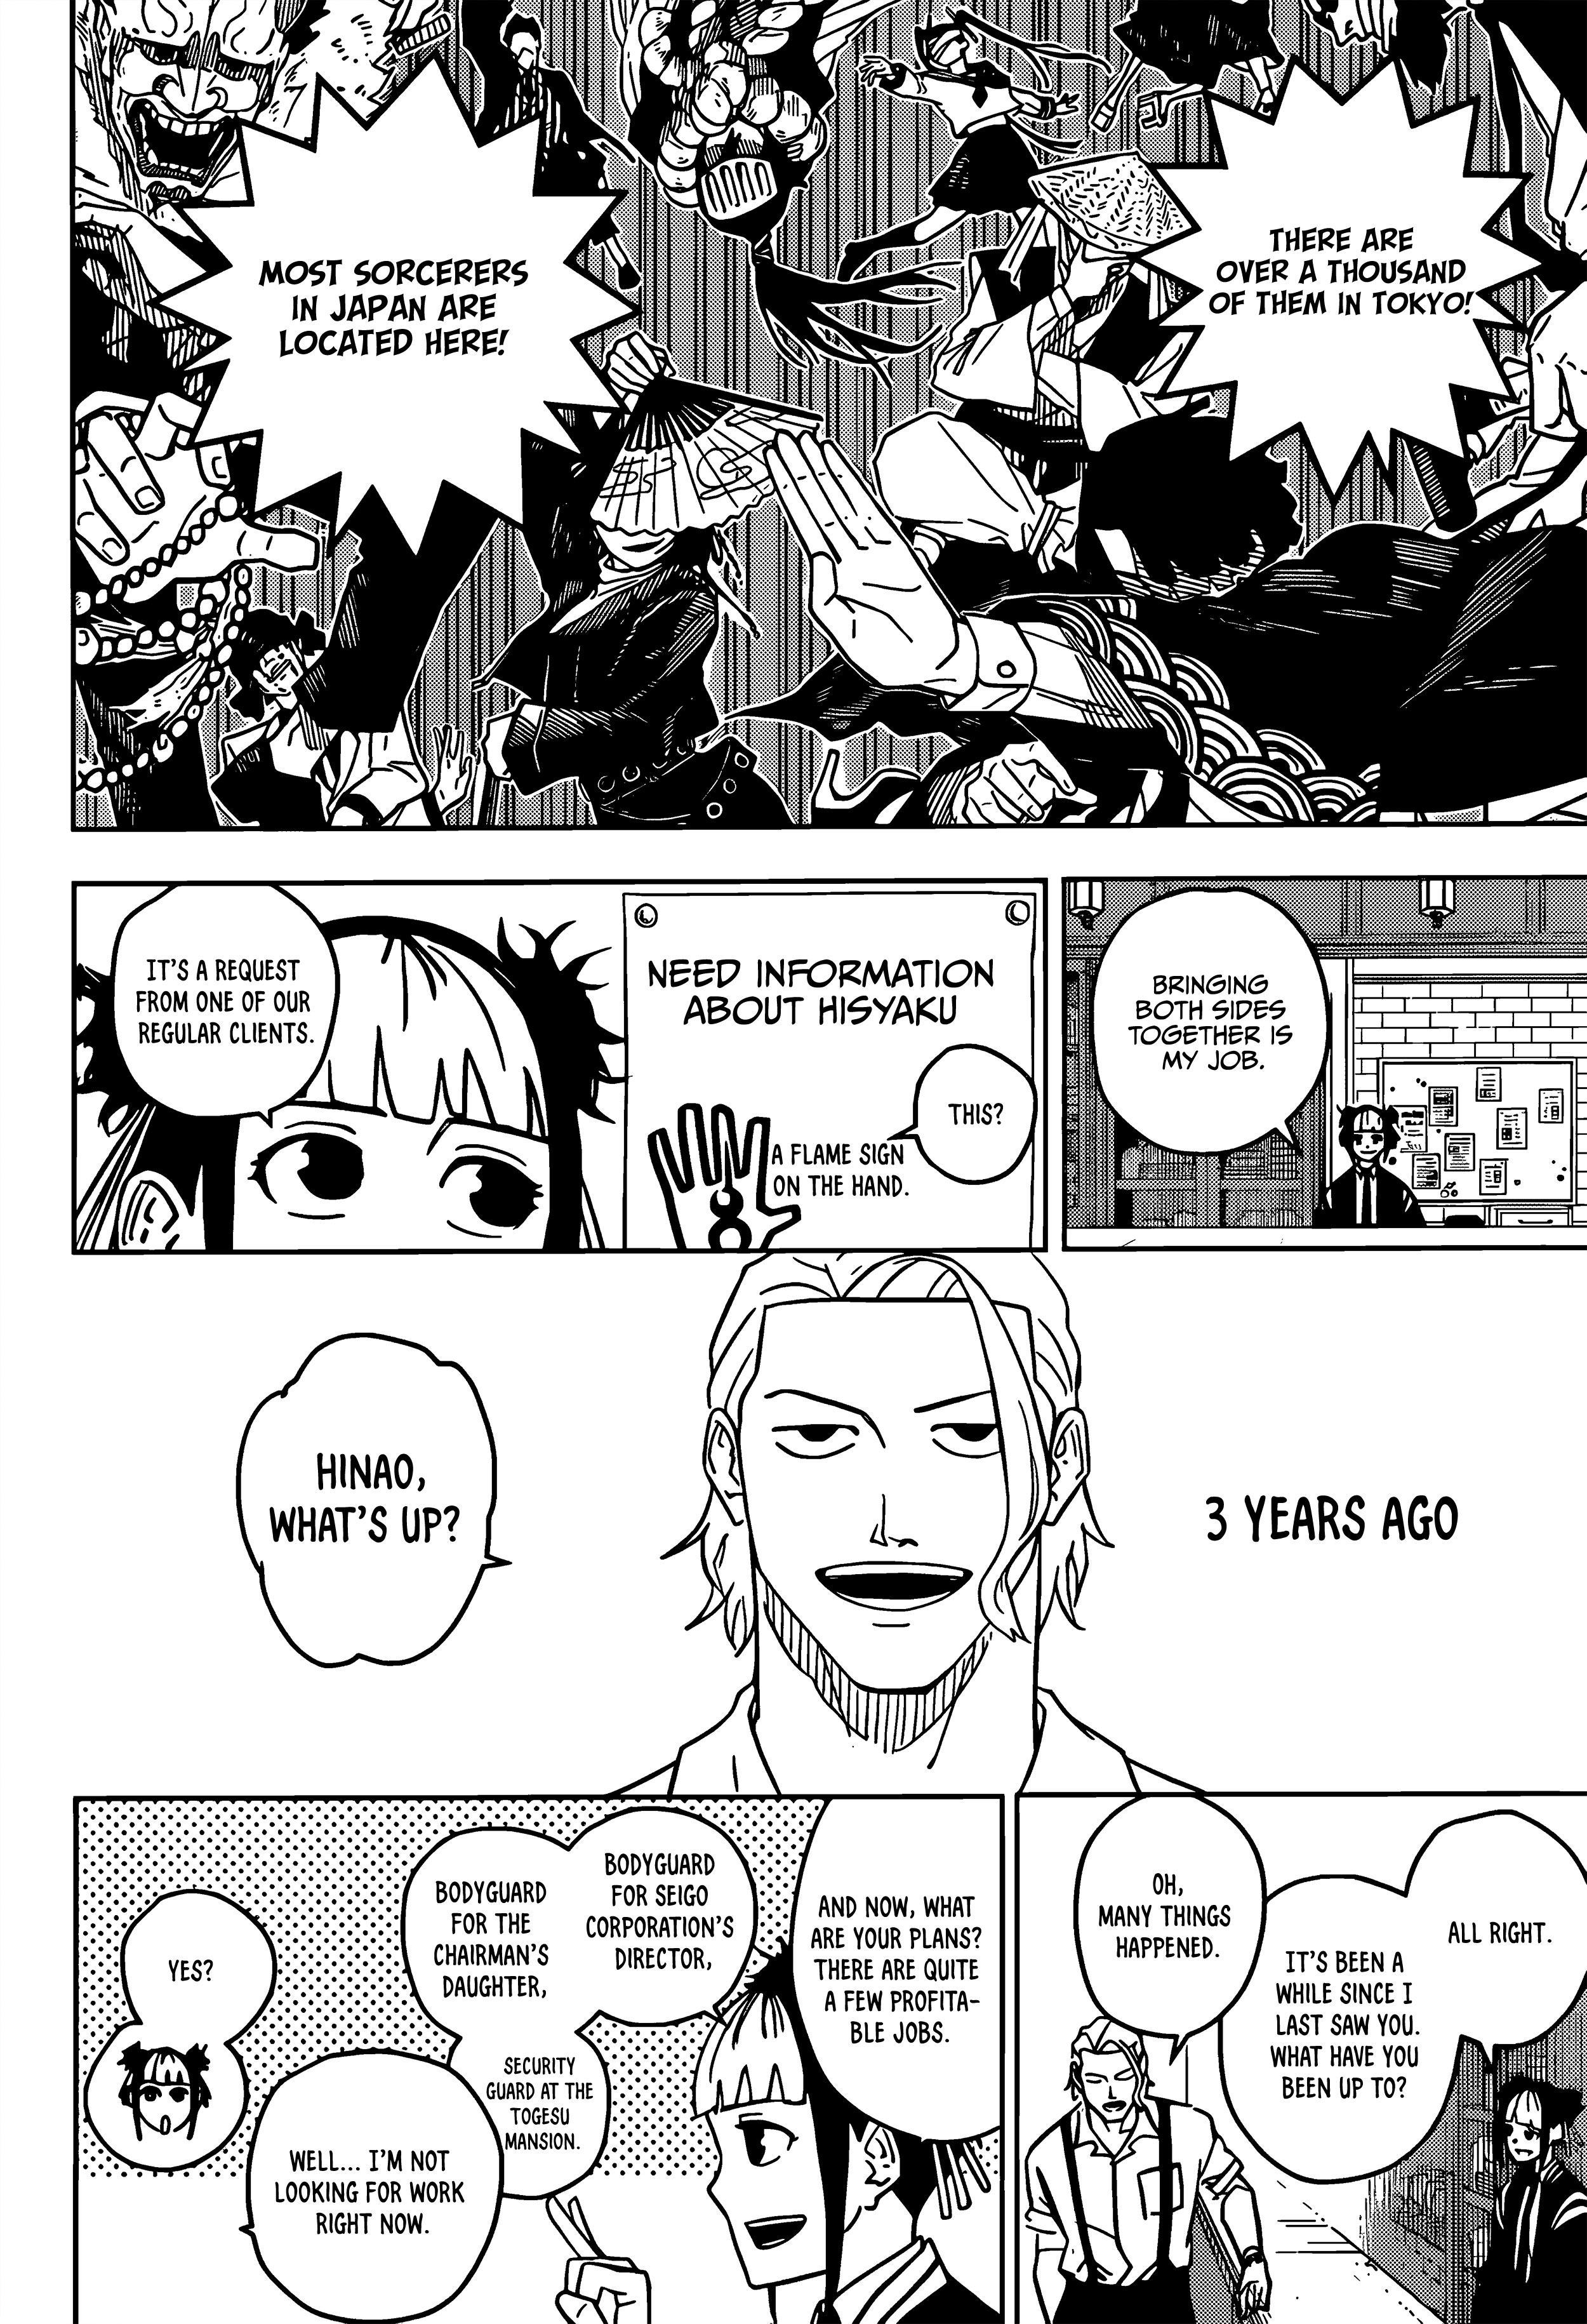 THERE ARE
OVER A THOUSAND
OF THEM IN TOKYO!
MOST SORCERERS
IN JAPAN ARE
LOCATED HERE!
BRINGING
BOTH SIDES
TOGETHER IS
MY JOB.
NEED INFORMATION
ABOUT HISYAKU
A FLAME SIGN
ON THE HAND.
THIS?
IT'S A REQUEST
FROM ONE OF OUR
REGULAR CLIENTS.
3 YEARS AGO
HINAO,
WHAT'S UP?
ALL RIGHT.
IT'S BEEN A
WHILE SINCE I
LAST SAW YOU.
WHAT HAVE YOU
BEEN UP TO?
OH,
MANY THINGS
HAPPENED.
AND NOW, WHAT
ARE YOUR PLANS?
THERE ARE QUITE
A FEW PROFITA-
BLE JOBS.
BODYGUARD
FOR SEIGO
CORPORATION'S
DIRECTOR,
BODYGUARD
FOR THE
CHAIRMAN'S
DAUGHTER,
SECURITY
GUARD AT THE
TOGESU
MANSION.
WELL... I'M NOT
LOOKING FOR WORK
RIGHT NOW.
YES?